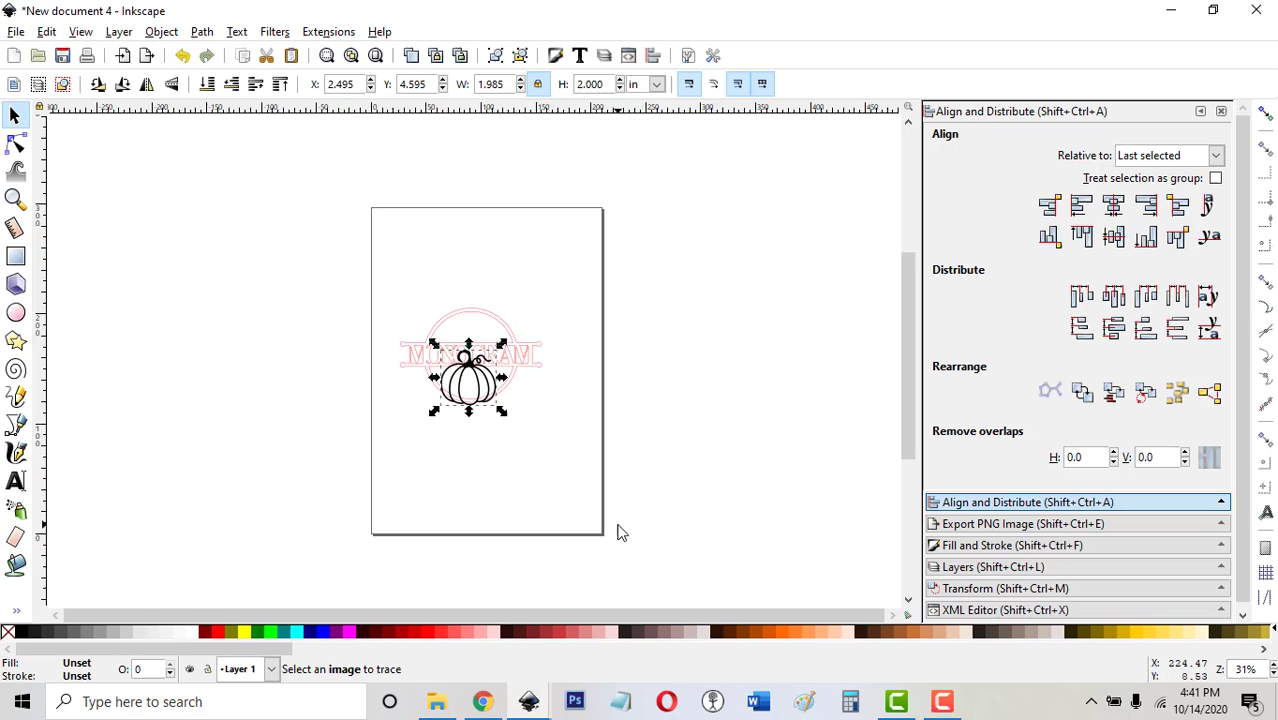 *New document 4 - Inkscape
File Edit View Layer Object Path Text Filters Extensions Help
X: 2.495 Y: 4.595 W: 1.985 H: 2.000 in
Align and Distribute (Shift+Ctrl+A)
Align
Relative to: Last selected
Treat selection as group:
Distribute
Rearrange
Remove overlaps
H: 0.0 V: 0.0
Align and Distribute (Shift+Ctrl+A)
Export PNG Image (Shift+Ctrl+E)
Fill and Stroke (Shift+Ctrl+F)
Layers (Shift+Ctrl+L)
Transform (Shift+Ctrl+M)
XML Editor (Shift+Ctrl+X)
MONOGRAM
Fill: Unset
Stroke: Unset
O: 0
Layer 1
Select an image to trace
X: 224.47
Y: 8.53
Z: 31%
Type here to search
4:41 PM
10/14/2020
5